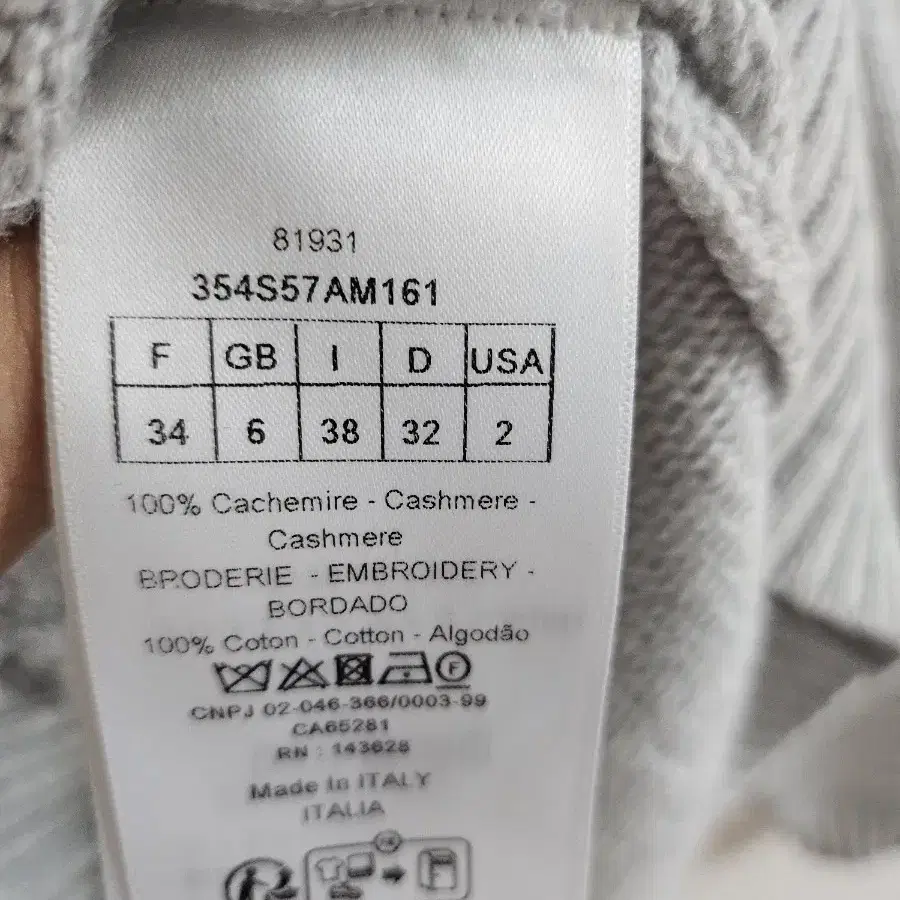 81931
354S57AM161
F GB I D USA
34 6 38 32 2
100% Cachemire - Cashmere -
Cashmere
BRODERIE - EMBROIDERY -
BORDADO
100% Coton - Cotton - Algodão
F
CNPJ 02-046-366/0003-99
CA65281
RN : 143628
Made in ITALY
ITALIA